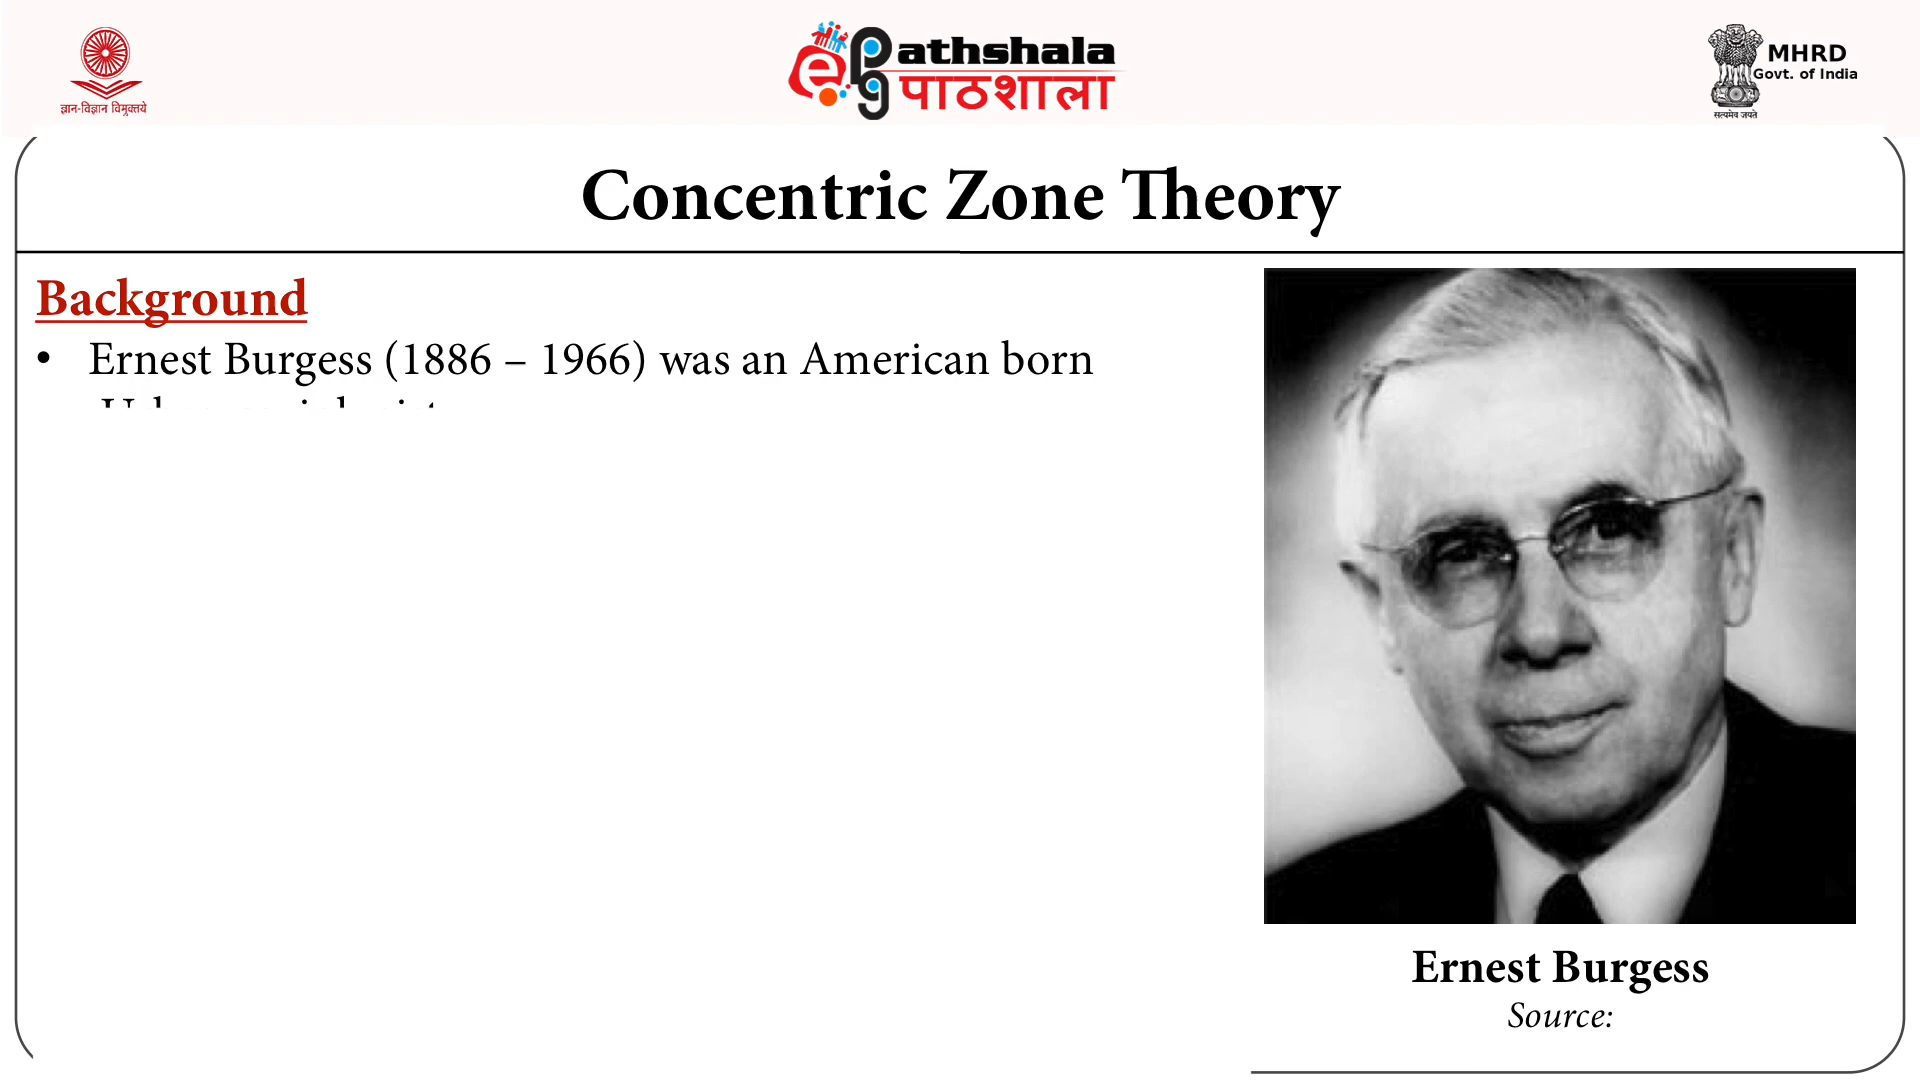 ज्ञान-विज्ञान विमुक्तये
ePathshala
पाठशाला
MHRD
Govt. of India
सत्यमेव जयते
Concentric Zone Theory
Background
• Ernest Burgess (1886 – 1966) was an American born
Ernest Burgess
Source: